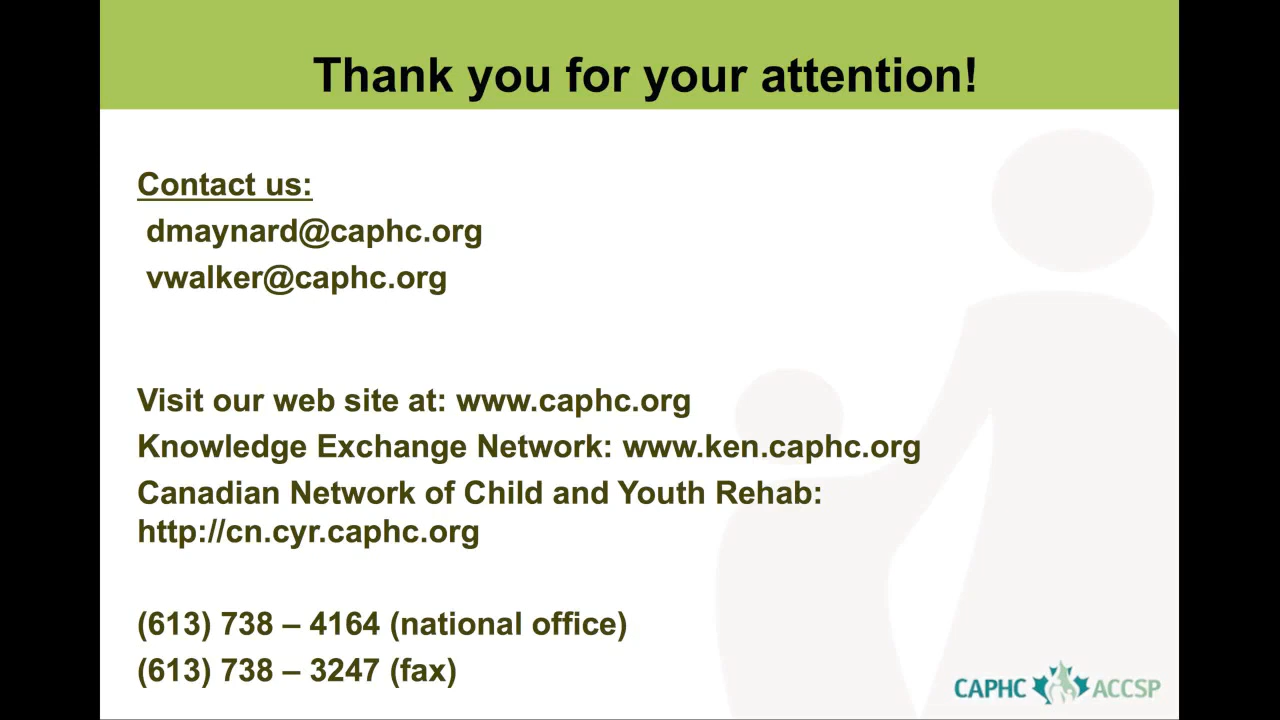 Thank you for your attention!
Contact us:
dmaynard@caphc.org
vwalker@caphc.org
Visit our web site at: www.caphc.org
Knowledge Exchange Network: www.ken.caphc.org
Canadian Network of Child and Youth Rehab:
http://cn.cyr.caphc.org
(613) 738 – 4164 (national office)
(613) 738 – 3247 (fax)
CAPHC ACCSP